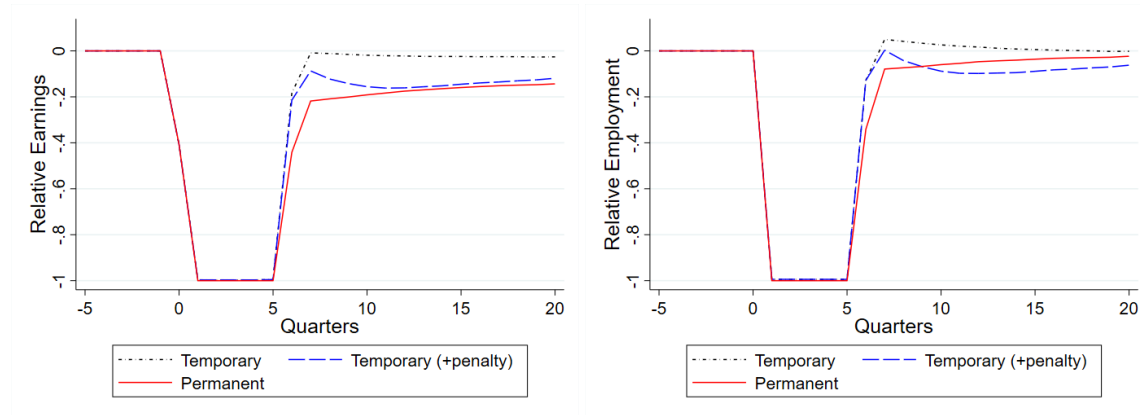 Relative Earnings
0
-.2
-.4
-.6
-.8
-1
-5 0 5 10 15 20
Quarters
Temporary Temporary (+penalty)
Permanent
Relative Employment
0
-.2
-.4
-.6
-.8
-1
-5 0 5 10 15 20
Quarters
Temporary Temporary (+penalty)
Permanent